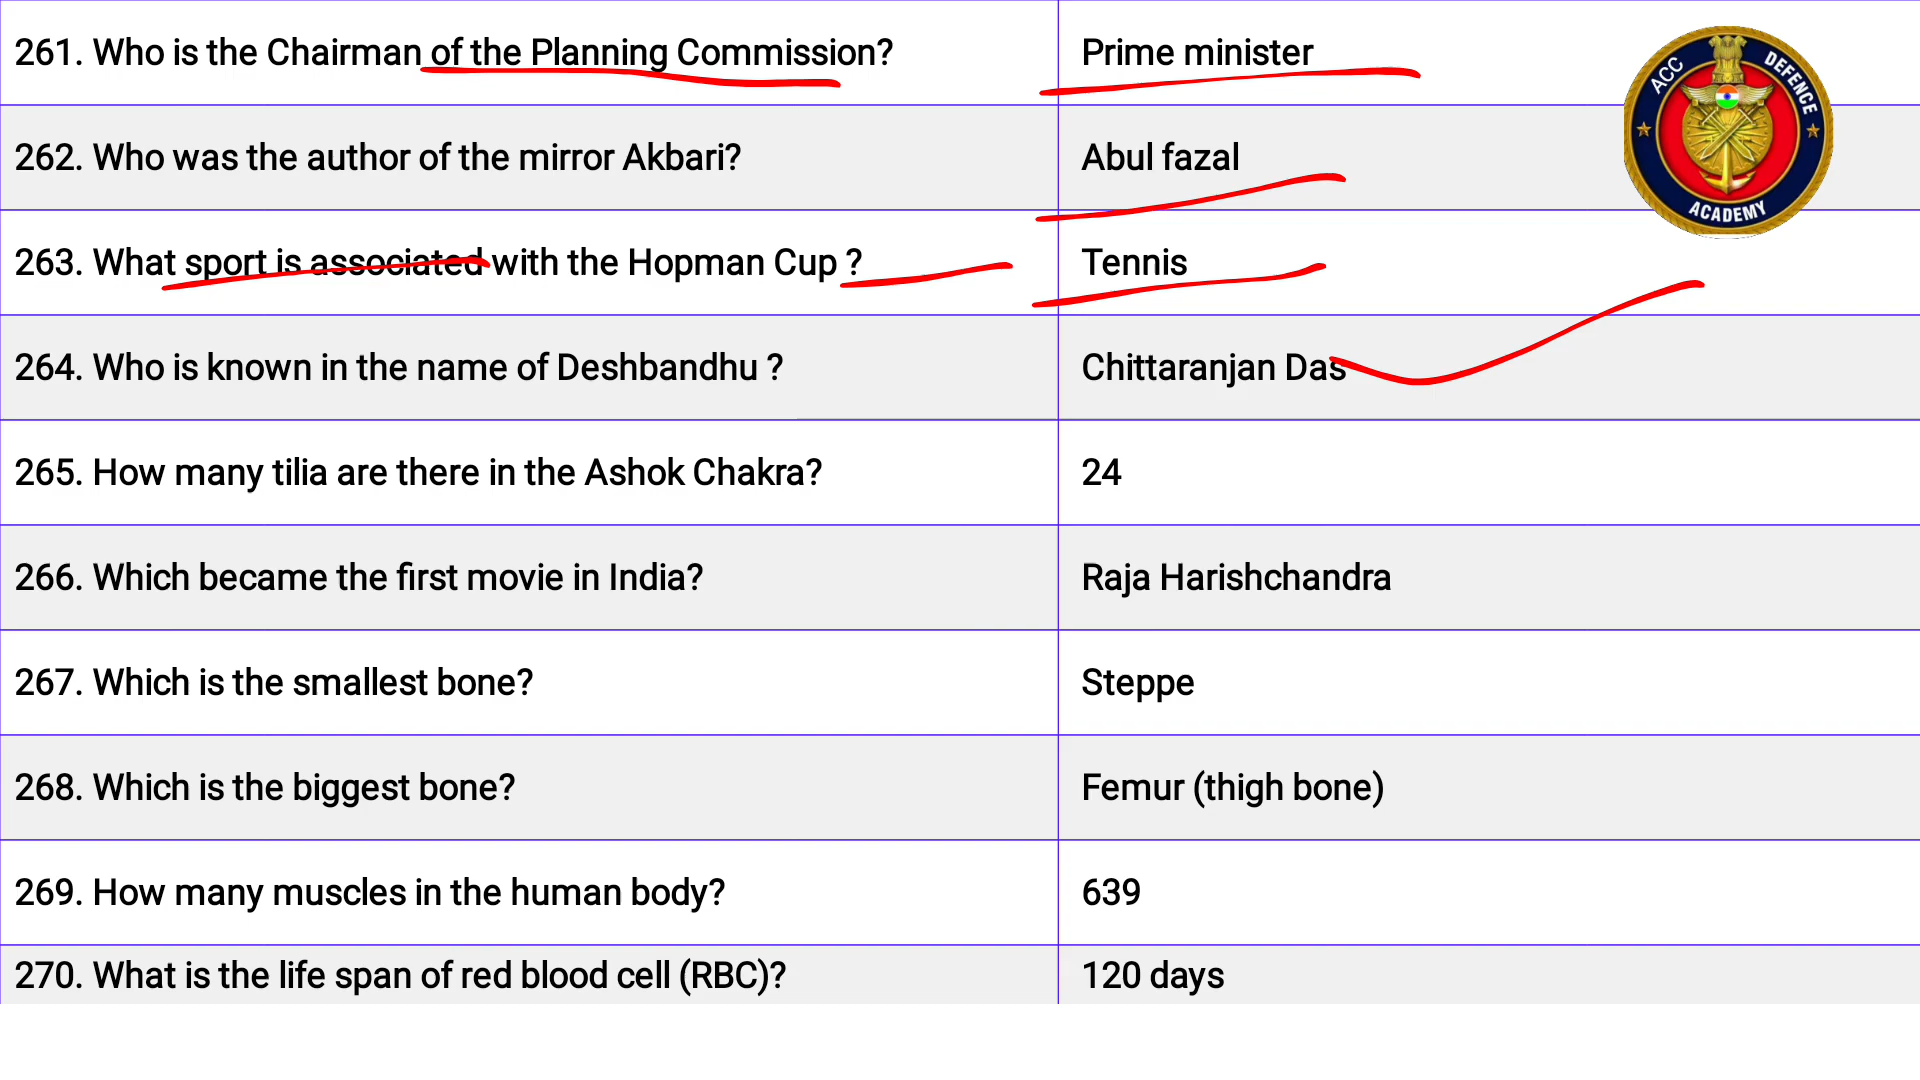 261. Who is the Chairman of the Planning Commission? Prime minister
262. Who was the author of the mirror Akbari? Abul fazal
263. What sport is associated with the Hopman Cup ? Tennis
264. Who is known in the name of Deshbandhu ? Chittaranjan Das
265. How many tilia are there in the Ashok Chakra? 24
266. Which became the first movie in India? Raja Harishchandra
267. Which is the smallest bone? Steppe
268. Which is the biggest bone? Femur (thigh bone)
269. How many muscles in the human body? 639
270. What is the life span of red blood cell (RBC)? 120 days
ACC DEFENCE
ACADEMY